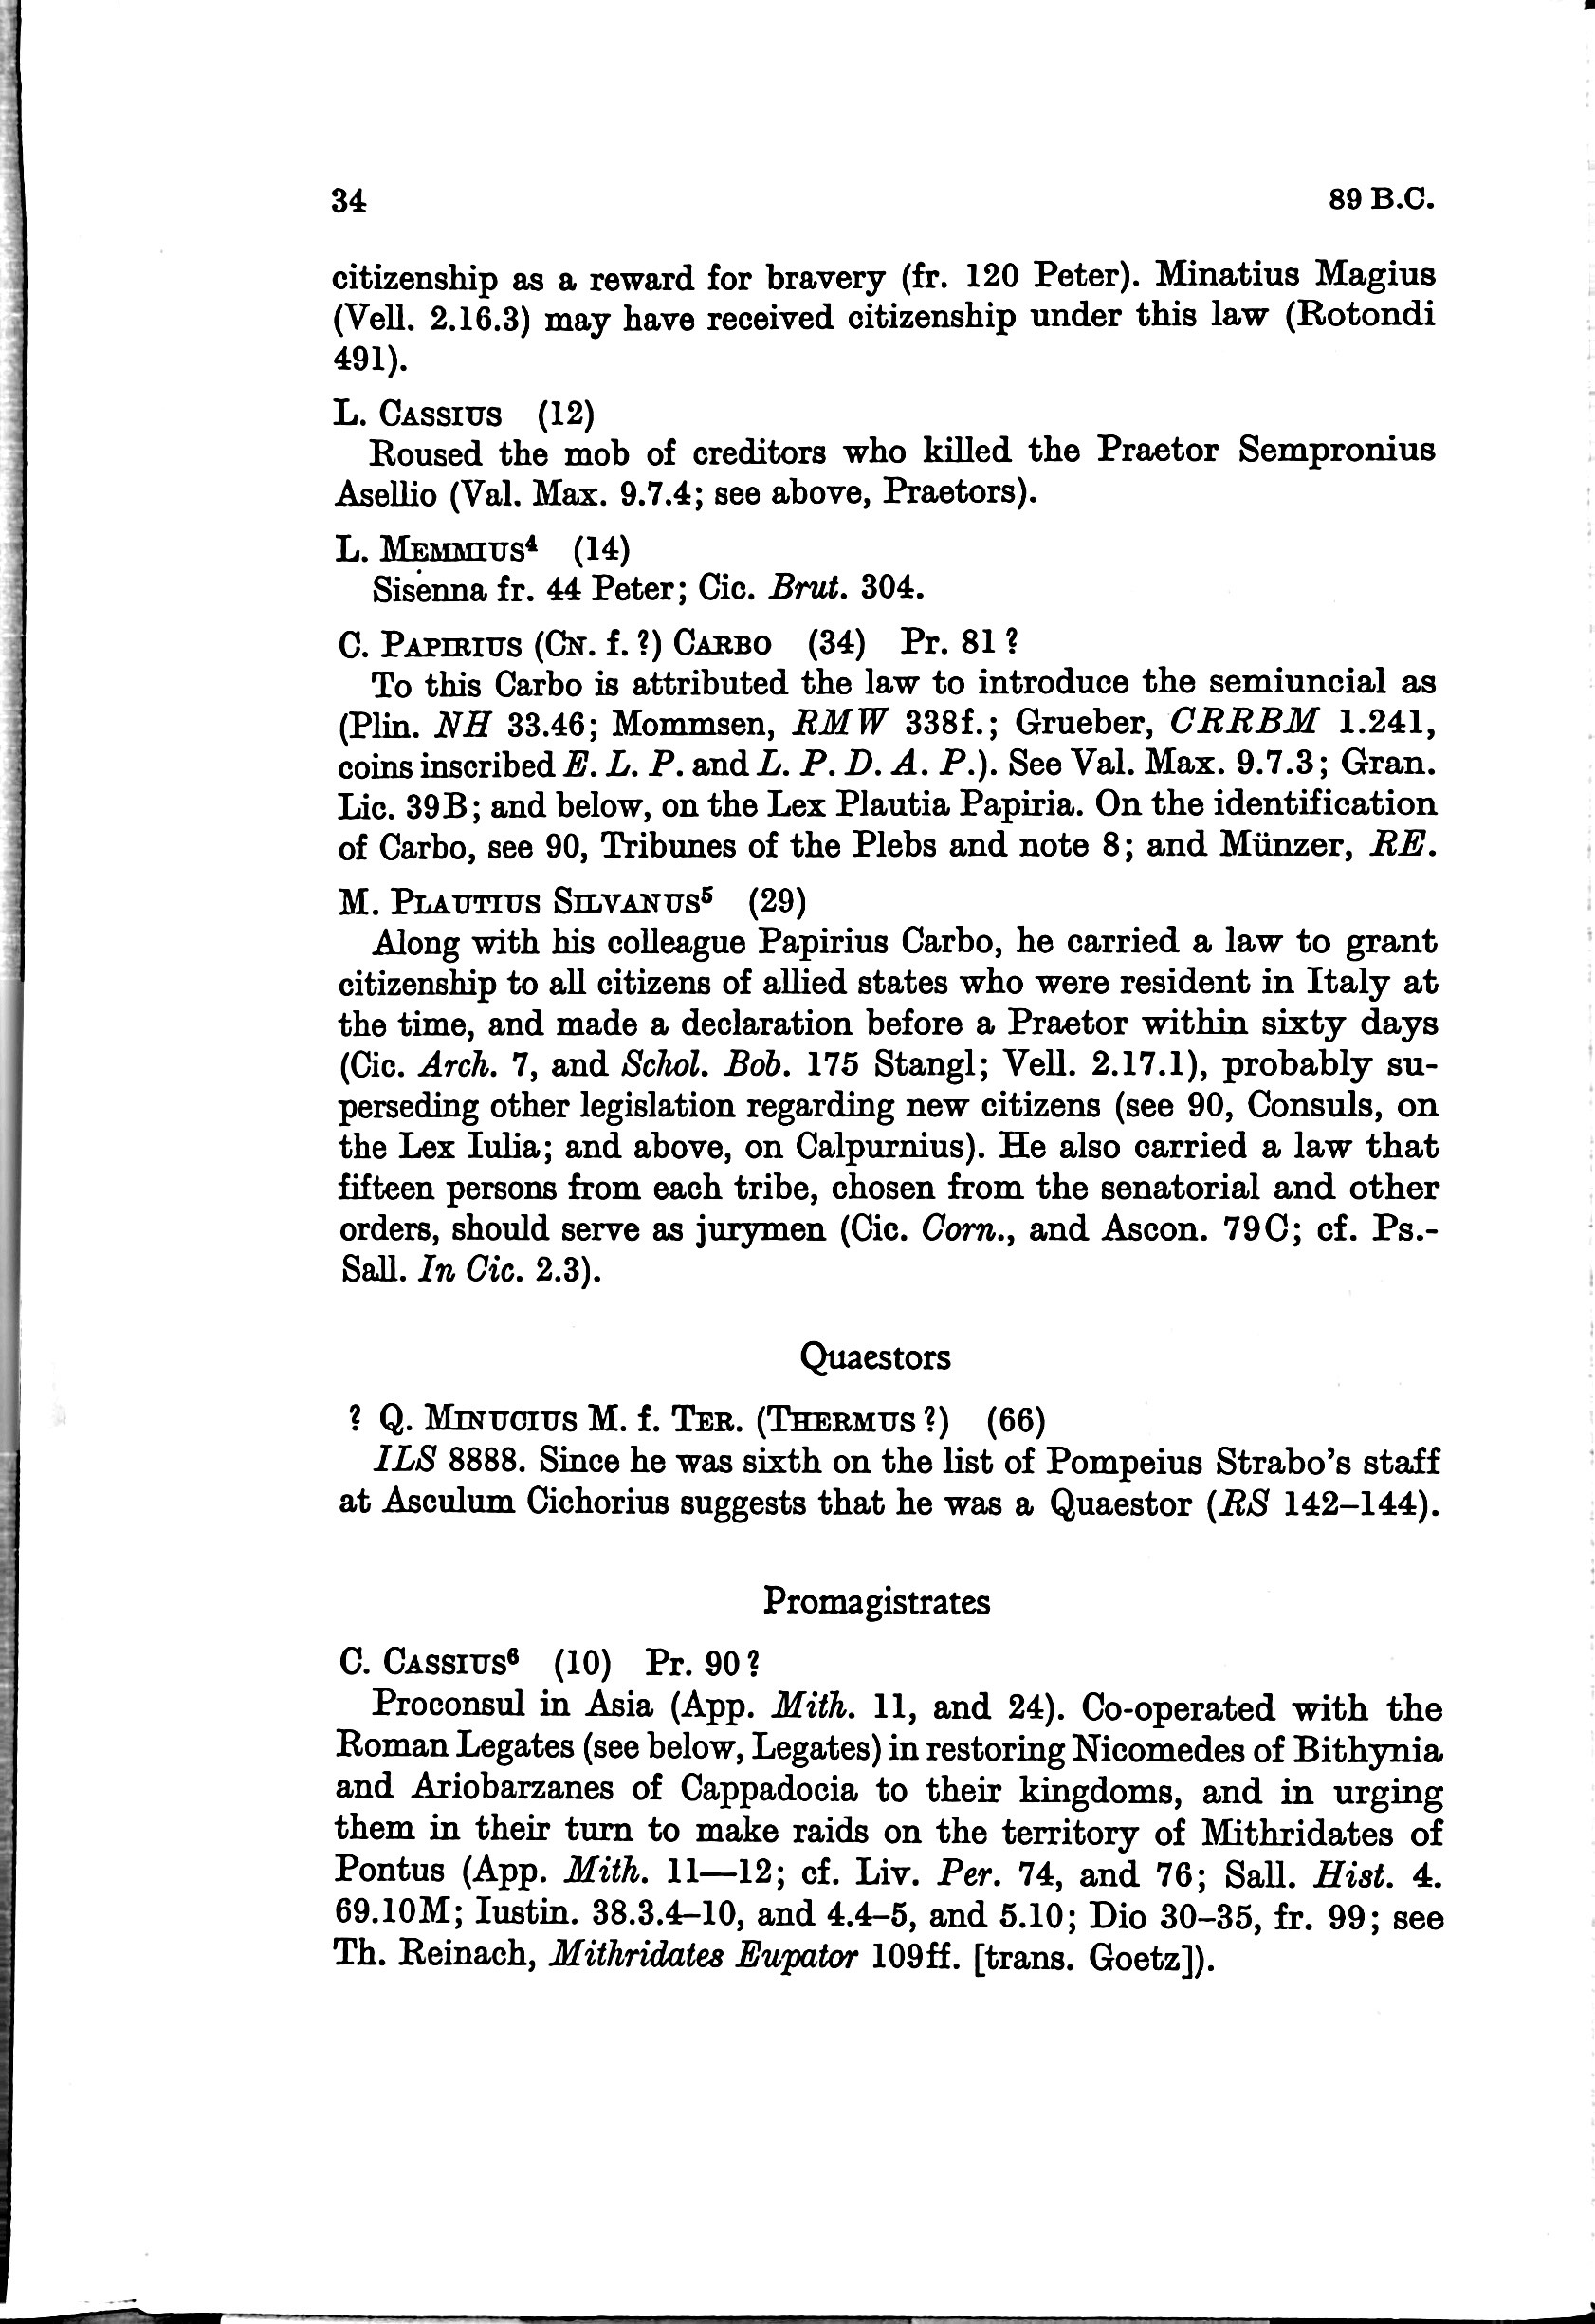 34 89 B.C.
citizenship as a reward for bravery (fr. 120 Peter). Minatius Magius
(Vell. 2.16.3) may have received citizenship under this law (Rotondi
491).
L. CASSIUS (12)
Roused the mob of creditors who killed the Praetor Sempronius
Asellio (Val. Max. 9.7.4; see above, Praetors).
L. MEMMIUS⁴ (14)
Sisenna fr. 44 Peter; Cic. Brut. 304.
C. PAPIRIUS (CN. f. ?) CARBO (34) Pr. 81 ?
To this Carbo is attributed the law to introduce the semiuncial as
(Plin. NH 33.46; Mommsen, RMW 338f.; Grueber, CRRBM 1.241,
coins inscribed E. L. P. and L. P. D. A. P.). See Val. Max. 9.7.3; Gran.
Lic. 39B; and below, on the Lex Plautia Papiria. On the identification
of Carbo, see 90, Tribunes of the Plebs and note 8; and Münzer, RE.
M. PLAUTIUS SILVANUS⁵ (29)
Along with his colleague Papirius Carbo, he carried a law to grant
citizenship to all citizens of allied states who were resident in Italy at
the time, and made a declaration before a Praetor within sixty days
(Cic. Arch. 7, and Schol. Bob. 175 Stangl; Vell. 2.17.1), probably su-
perseding other legislation regarding new citizens (see 90, Consuls, on
the Lex Iulia; and above, on Calpurnius). He also carried a law that
fifteen persons from each tribe, chosen from the senatorial and other
orders, should serve as jurymen (Cic. Corn., and Ascon. 79C; cf. Ps.-
Sall. In Cic. 2.3).
Quaestors
? Q. MINUCIUS M. f. TER. (THERMUS ?) (66)
ILS 8888. Since he was sixth on the list of Pompeius Strabo's staff
at Asculum Cichorius suggests that he was a Quaestor (RS 142–144).
Promagistrates
C. CASSIUS⁶ (10) Pr. 90 ?
Proconsul in Asia (App. Mith. 11, and 24). Co-operated with the
Roman Legates (see below, Legates) in restoring Nicomedes of Bithynia
and Ariobarzanes of Cappadocia to their kingdoms, and in urging
them in their turn to make raids on the territory of Mithridates of
Pontus (App. Mith. 11—12; cf. Liv. Per. 74, and 76; Sall. Hist. 4.
69.10M; Iustin. 38.3.4–10, and 4.4–5, and 5.10; Dio 30–35, fr. 99; see
Th. Reinach, Mithridates Eupator 109ff. [trans. Goetz]).